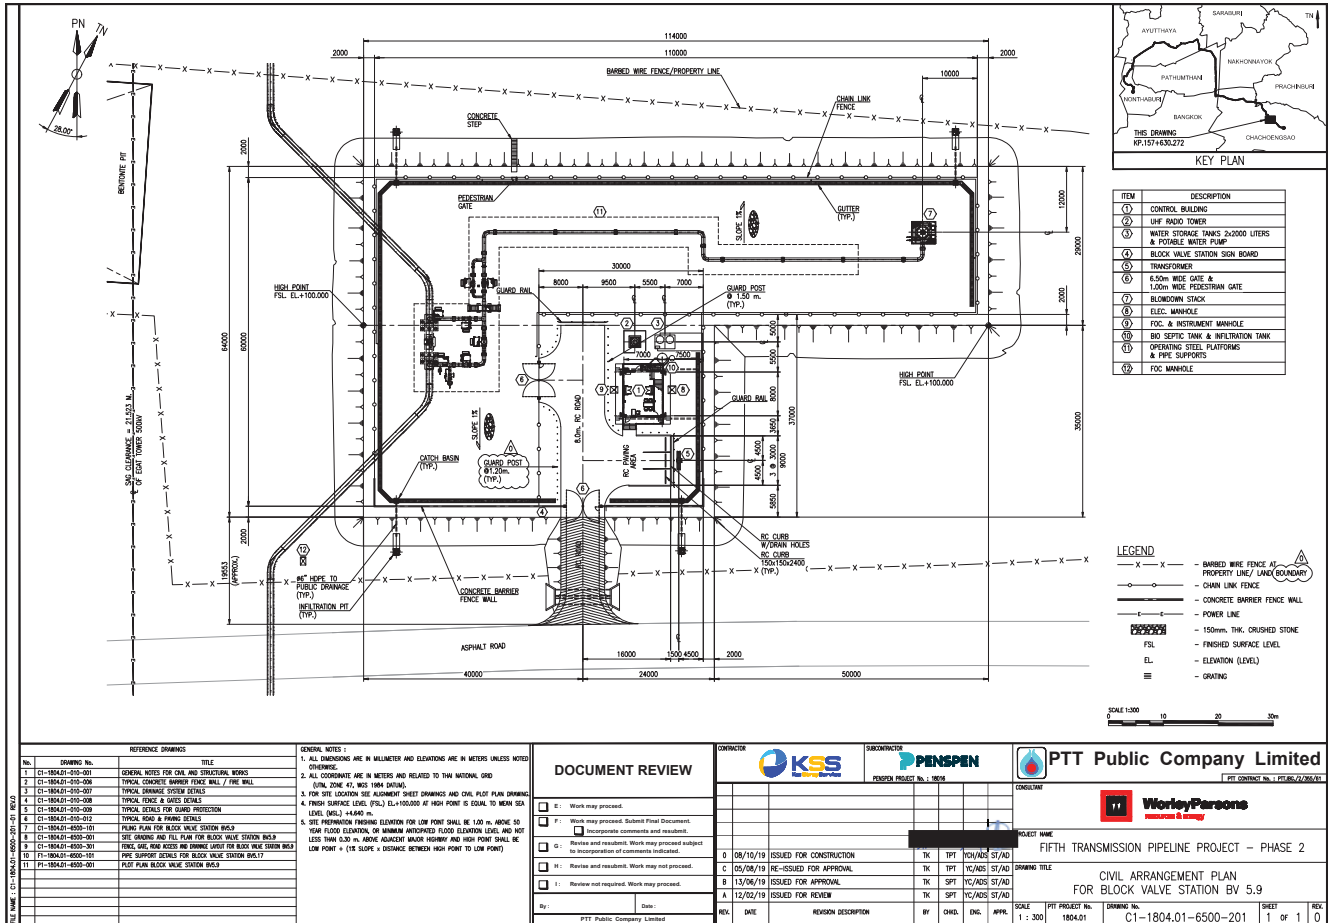 PN
TN
28.00°
BENTONITE PIT
114000
2000
110000
2000
10000
BARBED WIRE FENCE/PROPERTY LINE
CHAIN LINK
FENCE
CONCRETE
STEP
PEDESTRIAN
GATE
GUTTER
(TYP.)
SLOPE 1%
HIGH POINT
FSL. EL.+100.000
GUARD RAIL
30000
8000
9500
5500
7000
GUARD POST
@ 1.50 m.
(TYP.)
2000
60000
64000
2000
12000
29000
2000
35000
5000
5500
8000
3650
3 @ 3000
9000
5850
37000
4500
4500
7000
7500
HIGH POINT
FSL. EL.+100.000
GUARD RAIL
8.0m. RC ROAD
RC PAVING
AREA
SLOPE 1%
CATCH BASIN
(TYP.)
GUARD POST
@1.20m.
(TYP.)
SAG CLEARANCE = 21.523 M.
OF EGAT TOWER 500kV
19553
(APPROX.)
ø6" HDPE TO
PUBLIC DRAINAGE
(TYP.)
INFILTRATION PIT
(TYP.)
CONCRETE BARRIER
FENCE WALL
RC CURB
W/DRAIN HOLES
RC CURB
150x150x2400
(TYP.)
ASPHALT ROAD
16000
1500
4500
2000
40000
24000
50000
SARABURI
TN
AYUTTHAYA
NAKHONNAYOK
PATHUMTHANI
PRACHINBURI
NONTHABURI
BANGKOK
CHACHOENGSAO
THIS DRAWING
KP.157+630.272
KEY PLAN
ITEM DESCRIPTION
1 CONTROL BUILDING
2 UHF RADIO TOWER
3 WATER STORAGE TANKS 2x2000 LITERS
& POTABLE WATER PUMP
4 BLOCK VALVE STATION SIGN BOARD
5 TRANSFORMER
6 6.50m WIDE GATE &
1.00m WIDE PEDESTRIAN GATE
7 BLOWDOWN STACK
8 ELEC. MANHOLE
9 FOC. & INSTRUMENT MANHOLE
10 BIO SEPTIC TANK & INFILTRATION TANK
11 OPERATING STEEL PLATFORMS
& PIPE SUPPORTS
12 FOC MANHOLE
LEGEND
- BARBED WIRE FENCE AT
PROPERTY LINE/ LAND BOUNDARY
- CHAIN LINK FENCE
- CONCRETE BARRIER FENCE WALL
- POWER LINE
- 150mm. THK. CRUSHED STONE
FSL - FINISHED SURFACE LEVEL
EL. - ELEVATION (LEVEL)
- GRATING
SCALE 1:300
0 10 20 30m
REFERENCE DRAWINGS
No. DRAWING No. TITLE
1 C1-1804.01-010-001 GENERAL NOTES FOR CIVIL AND STRUCTURAL WORKS
2 C1-1804.01-010-006 TYPICAL CONCRETE BARRIER FENCE WALL / FIRE WALL
3 C1-1804.01-010-007 TYPICAL DRAINAGE SYSTEM DETAILS
4 C1-1804.01-010-008 TYPICAL FENCE & GATES DETAILS
5 C1-1804.01-010-009 TYPICAL DETAILS FOR GUARD PROTECTION
6 C1-1804.01-010-012 TYPICAL ROAD & PAVING DETAILS
7 C1-1804.01-6500-101 PILING PLAN FOR BLOCK VALVE STATION BV5.9
8 C1-1804.01-6500-001 SITE GRADING AND FILL PLAN FOR BLOCK VALVE STATION BV5.9
9 C1-1804.01-6500-301 FENCE, GATE, ROAD ACCESS AND DRAINAGE LAYOUT FOR BLOCK VALVE STATION BV5.9
10 F1-1804.01-6500-101 PIPE SUPPORT DETAILS FOR BLOCK VALVE STATION BV5.17
11 P1-1804.01-6500-001 PLOT PLAN BLOCK VALVE STATION BV5.9
FILE NAME : C1-1804.01-6500-201-01_REV.0
GENERAL NOTES :
1. ALL DIMENSIONS ARE IN MILLIMETER AND ELEVATIONS ARE IN METERS UNLESS NOTED
OTHERWISE.
2. ALL COORDINATE ARE IN METERS AND RELATED TO THAI NATIONAL GRID
(UTM, ZONE 47, WGS 1984 DATUM).
3. FOR SITE LOCATION SEE ALIGNMENT SHEET DRAWINGS AND CIVIL PLOT PLAN DRAWING.
4. FINISH SURFACE LEVEL (FSL.) EL.+100.000 AT HIGH POINT IS EQUAL TO MEAN SEA
LEVEL (MSL.) +4.640 m.
5. SITE PREPARATION FINISHING ELEVATION FOR LOW POINT SHALL BE 1.00 m. ABOVE 50
YEAR FLOOD ELEVATION, OR MINIMUM ANTICIPATED FLOOD ELEVATION LEVEL AND NOT
LESS THAN 0.30 m. ABOVE ADJACENT MAJOR HIGHWAY AND HIGH POINT SHALL BE
LOW POINT + (1% SLOPE x DISTANCE BETWEEN HIGH POINT TO LOW POINT)
DOCUMENT REVIEW
E : Work may proceed.
F : Work may proceed. Submit Final Document.
Incorporate comments and resubmit.
G : Revise and resubmit. Work may proceed subject
to incorporation of comments indicated.
H : Revise and resubmit. Work may not proceed.
I : Review not required. Work may proceed.
By : Date :
PTT Public Company Limited
CONTRACTOR
KSS
SUBCONTRACTOR
PENSPEN
PENSPEN PROJECT No. : 18016
0 08/10/19 ISSUED FOR CONSTRUCTION TK TPT YCH/ADS ST/AD
C 05/08/19 RE-ISSUED FOR APPROVAL TK TPT YC/ADS ST/AD
B 13/06/19 ISSUED FOR APPROVAL TK SPT YC/ADS ST/AD
A 12/02/19 ISSUED FOR REVIEW TK SPT YC/ADS ST/AD
REV. DATE REVISION DESCRIPTION BY CHKD. ENG. APPR.
PTT Public Company Limited
CONSULTANT
WorleyParsons
resources & energy
PROJECT NAME
FIFTH TRANSMISSION PIPELINE PROJECT – PHASE 2
DRAWING TITLE
CIVIL ARRANGEMENT PLAN
FOR BLOCK VALVE STATION BV 5.9
SCALE PTT PROJECT No. DRAWING No. SHEET REV.
1 : 300 1804.01 C1-1804.01-6500-201 1 OF 1 0